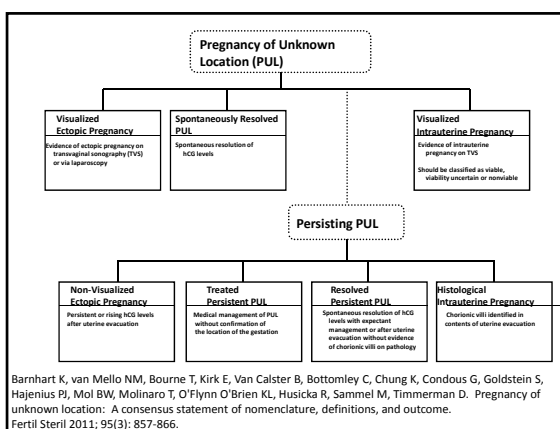 Pregnancy of Unknown
Location (PUL)
Visualized
Ectopic Pregnancy
Evidence of ectopic pregnancy on
transvaginal sonography (TVS)
or via laparoscopy
Spontaneously Resolved
PUL
Spontaneous resolution of
hCG levels
Visualized
Intrauterine Pregnancy
Evidence of intrauterine
pregnancy on TVS
Should be classified as viable,
viability uncertain or nonviable
Persisting PUL
Non-Visualized
Ectopic Pregnancy
Persistent or rising hCG levels
after uterine evacuation
Treated
Persistent PUL
Medical management of PUL
without confirmation of
the location of the gestation
Resolved
Persistent PUL
Spontaneous resolution of hCG
levels with expectant
management or after uterine
evacuation without evidence
of chorionic villi on pathology
Histological
Intrauterine Pregnancy
Chorionic villi identified in
contents of uterine evacuation
Barnhart K, van Mello NM, Bourne T, Kirk E, Van Calster B, Bottomley C, Chung K, Condous G, Goldstein S,
Hajenius PJ, Mol BW, Molinaro T, O'Flynn O'Brien KL, Husicka R, Sammel M, Timmerman D. Pregnancy of
unknown location: A consensus statement of nomenclature, definitions, and outcome.
Fertil Steril 2011; 95(3): 857-866.